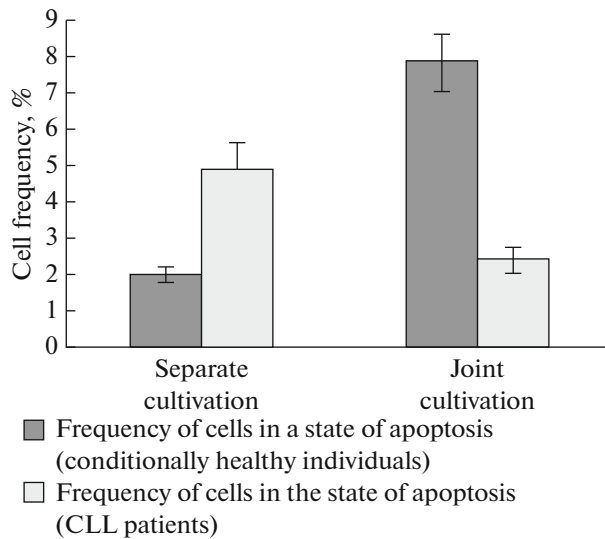 Cell frequency, %
9
8
7
6
5
4
3
2
1
0
Separate
cultivation
Joint
cultivation
Frequency of cells in a state of apoptosis
(conditionally healthy individuals)
Frequency of cells in the state of apoptosis
(CLL patients)